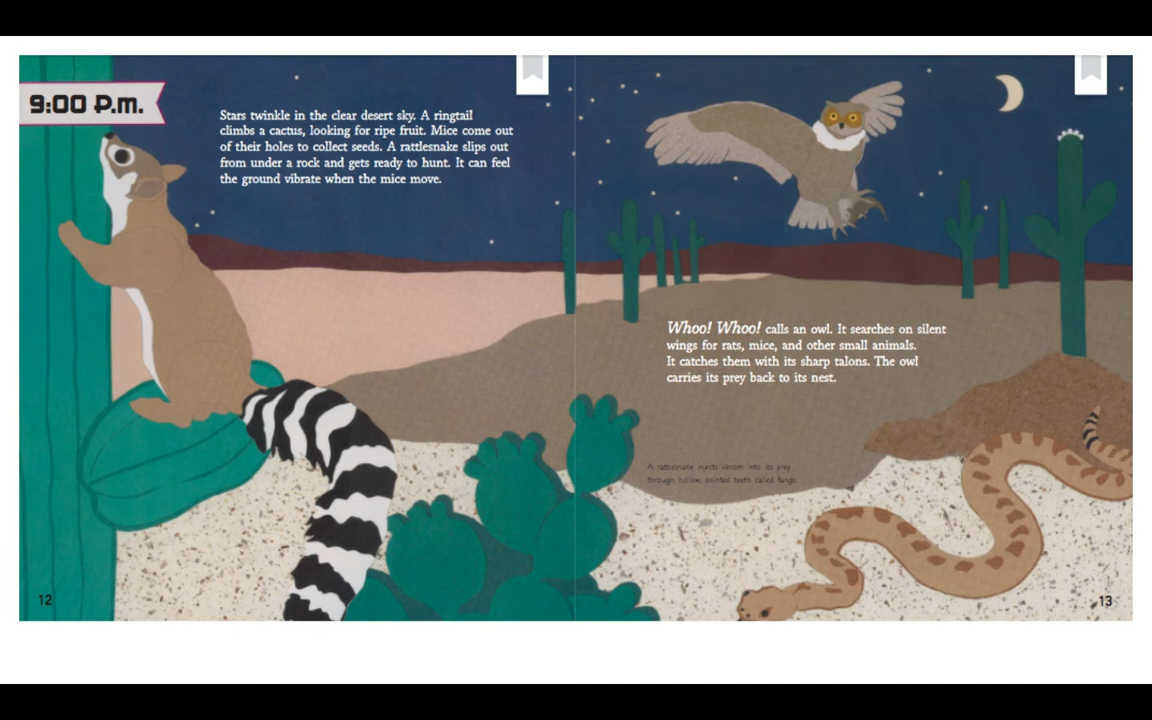 9:00 P.m.
Stars twinkle in the clear desert sky. A ringtail
climbs a cactus, looking for ripe fruit. Mice come out
of their holes to collect seeds. A rattlesnake slips out
from under a rock and gets ready to hunt. It can feel
the ground vibrate when the mice move.
Whoo! Whoo! calls an owl. It searches on silent
wings for rats, mice, and other small animals.
It catches them with its sharp talons. The owl
carries its prey back to its nest.
A rattlesnake injects venom into its prey
through hollow, pointed teeth called fangs.
12
13